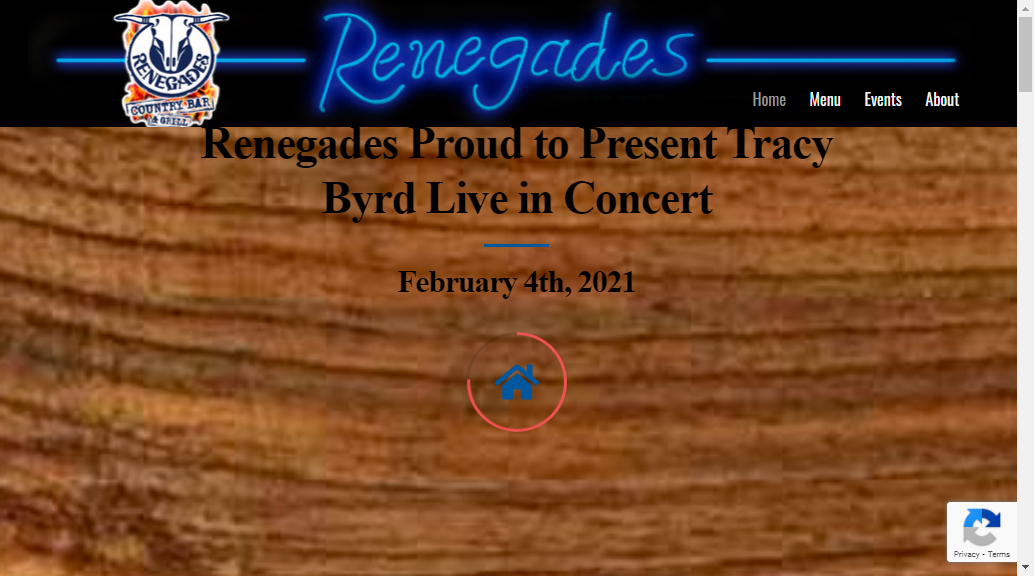 RENEGADES
COUNTRY BAR
& GRILL
Renegades
Home Menu Events About
Renegades Proud to Present Tracy
Byrd Live in Concert
February 4th, 2021
Privacy - Terms